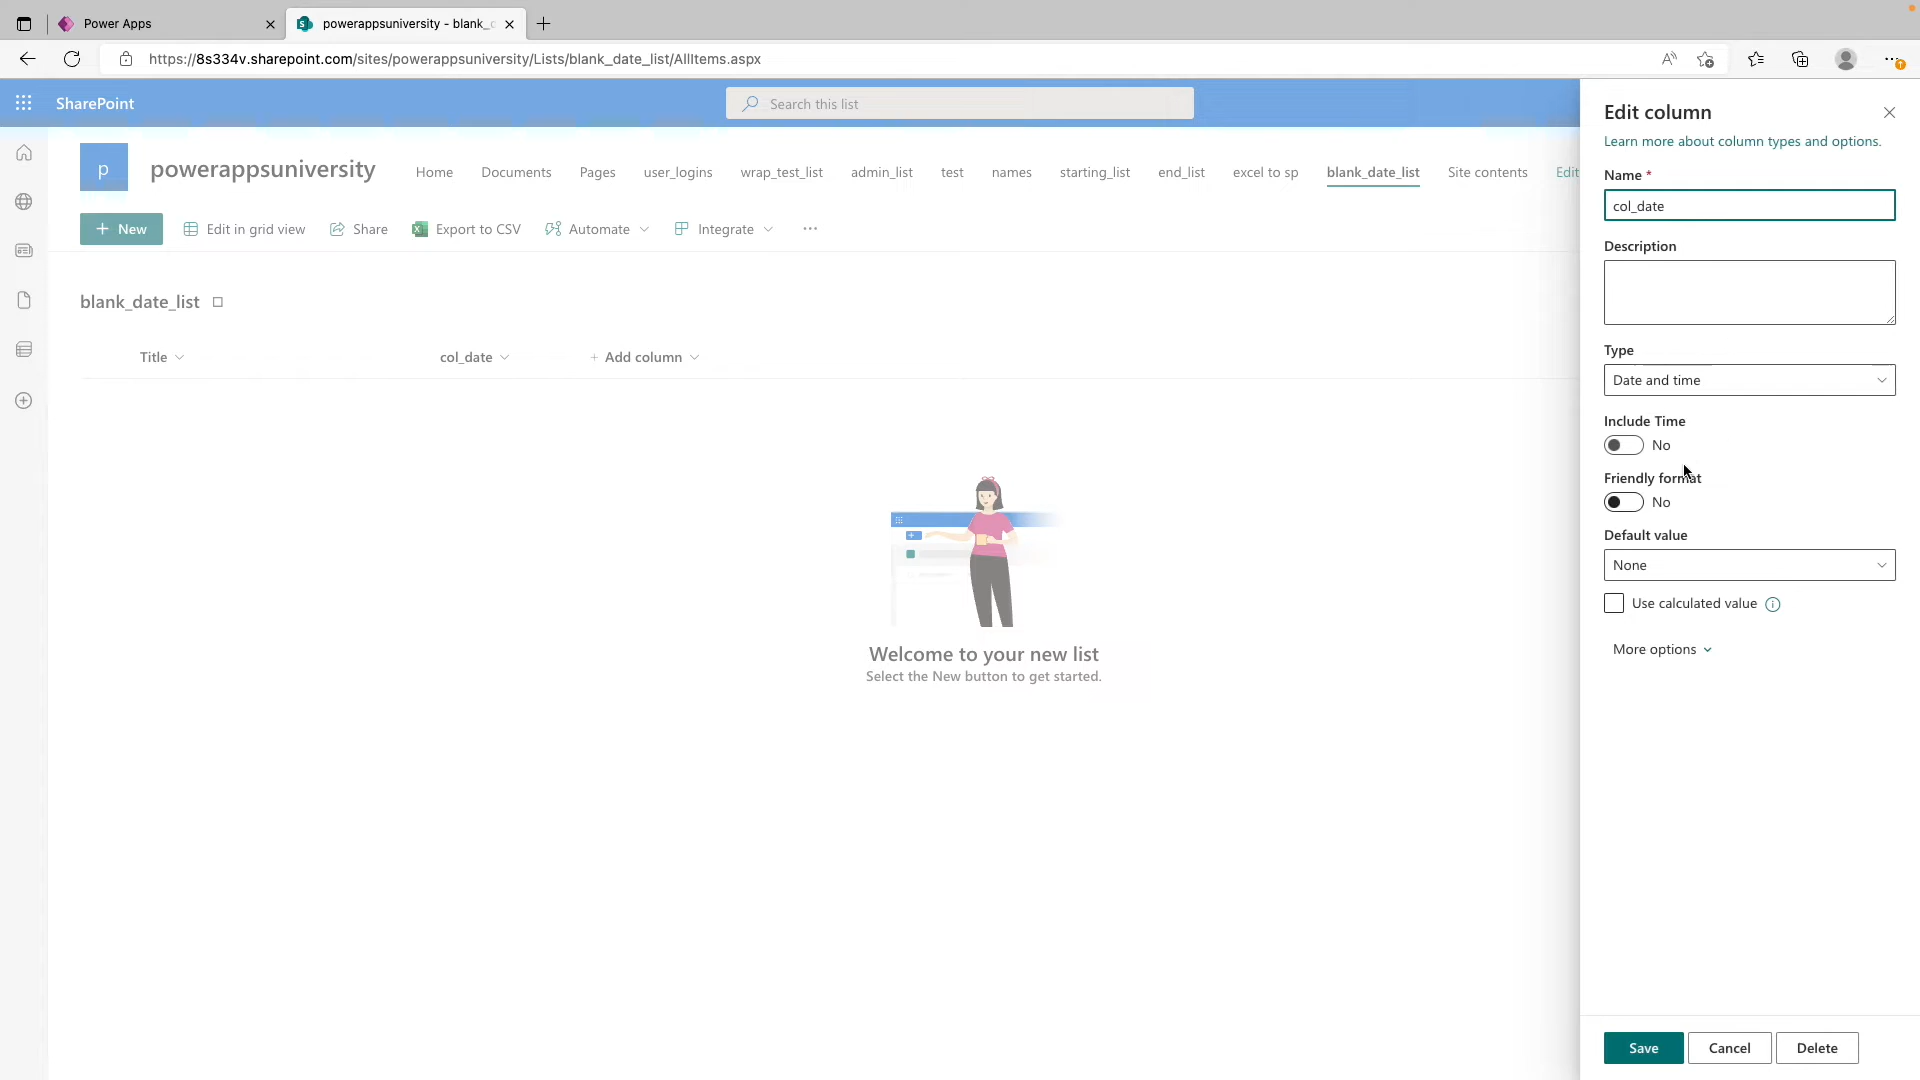 Power Apps
powerappsuniversity - blank_
https://8s334v.sharepoint.com/sites/powerappsuniversity/Lists/blank_date_list/AllItems.aspx
SharePoint
Search this list
p
powerappsuniversity
Home Documents Pages user_logins wrap_test_list admin_list test names starting_list end_list excel to sp blank_date_list Site contents Edit
+ New Edit in grid view Share Export to CSV Automate Integrate ...
blank_date_list
Title col_date + Add column
Welcome to your new list
Select the New button to get started.
Edit column
Learn more about column types and options.
Name *
col_date
Description
Type
Date and time
Include Time
No
Friendly format
No
Default value
None
Use calculated value
More options
Save Cancel Delete